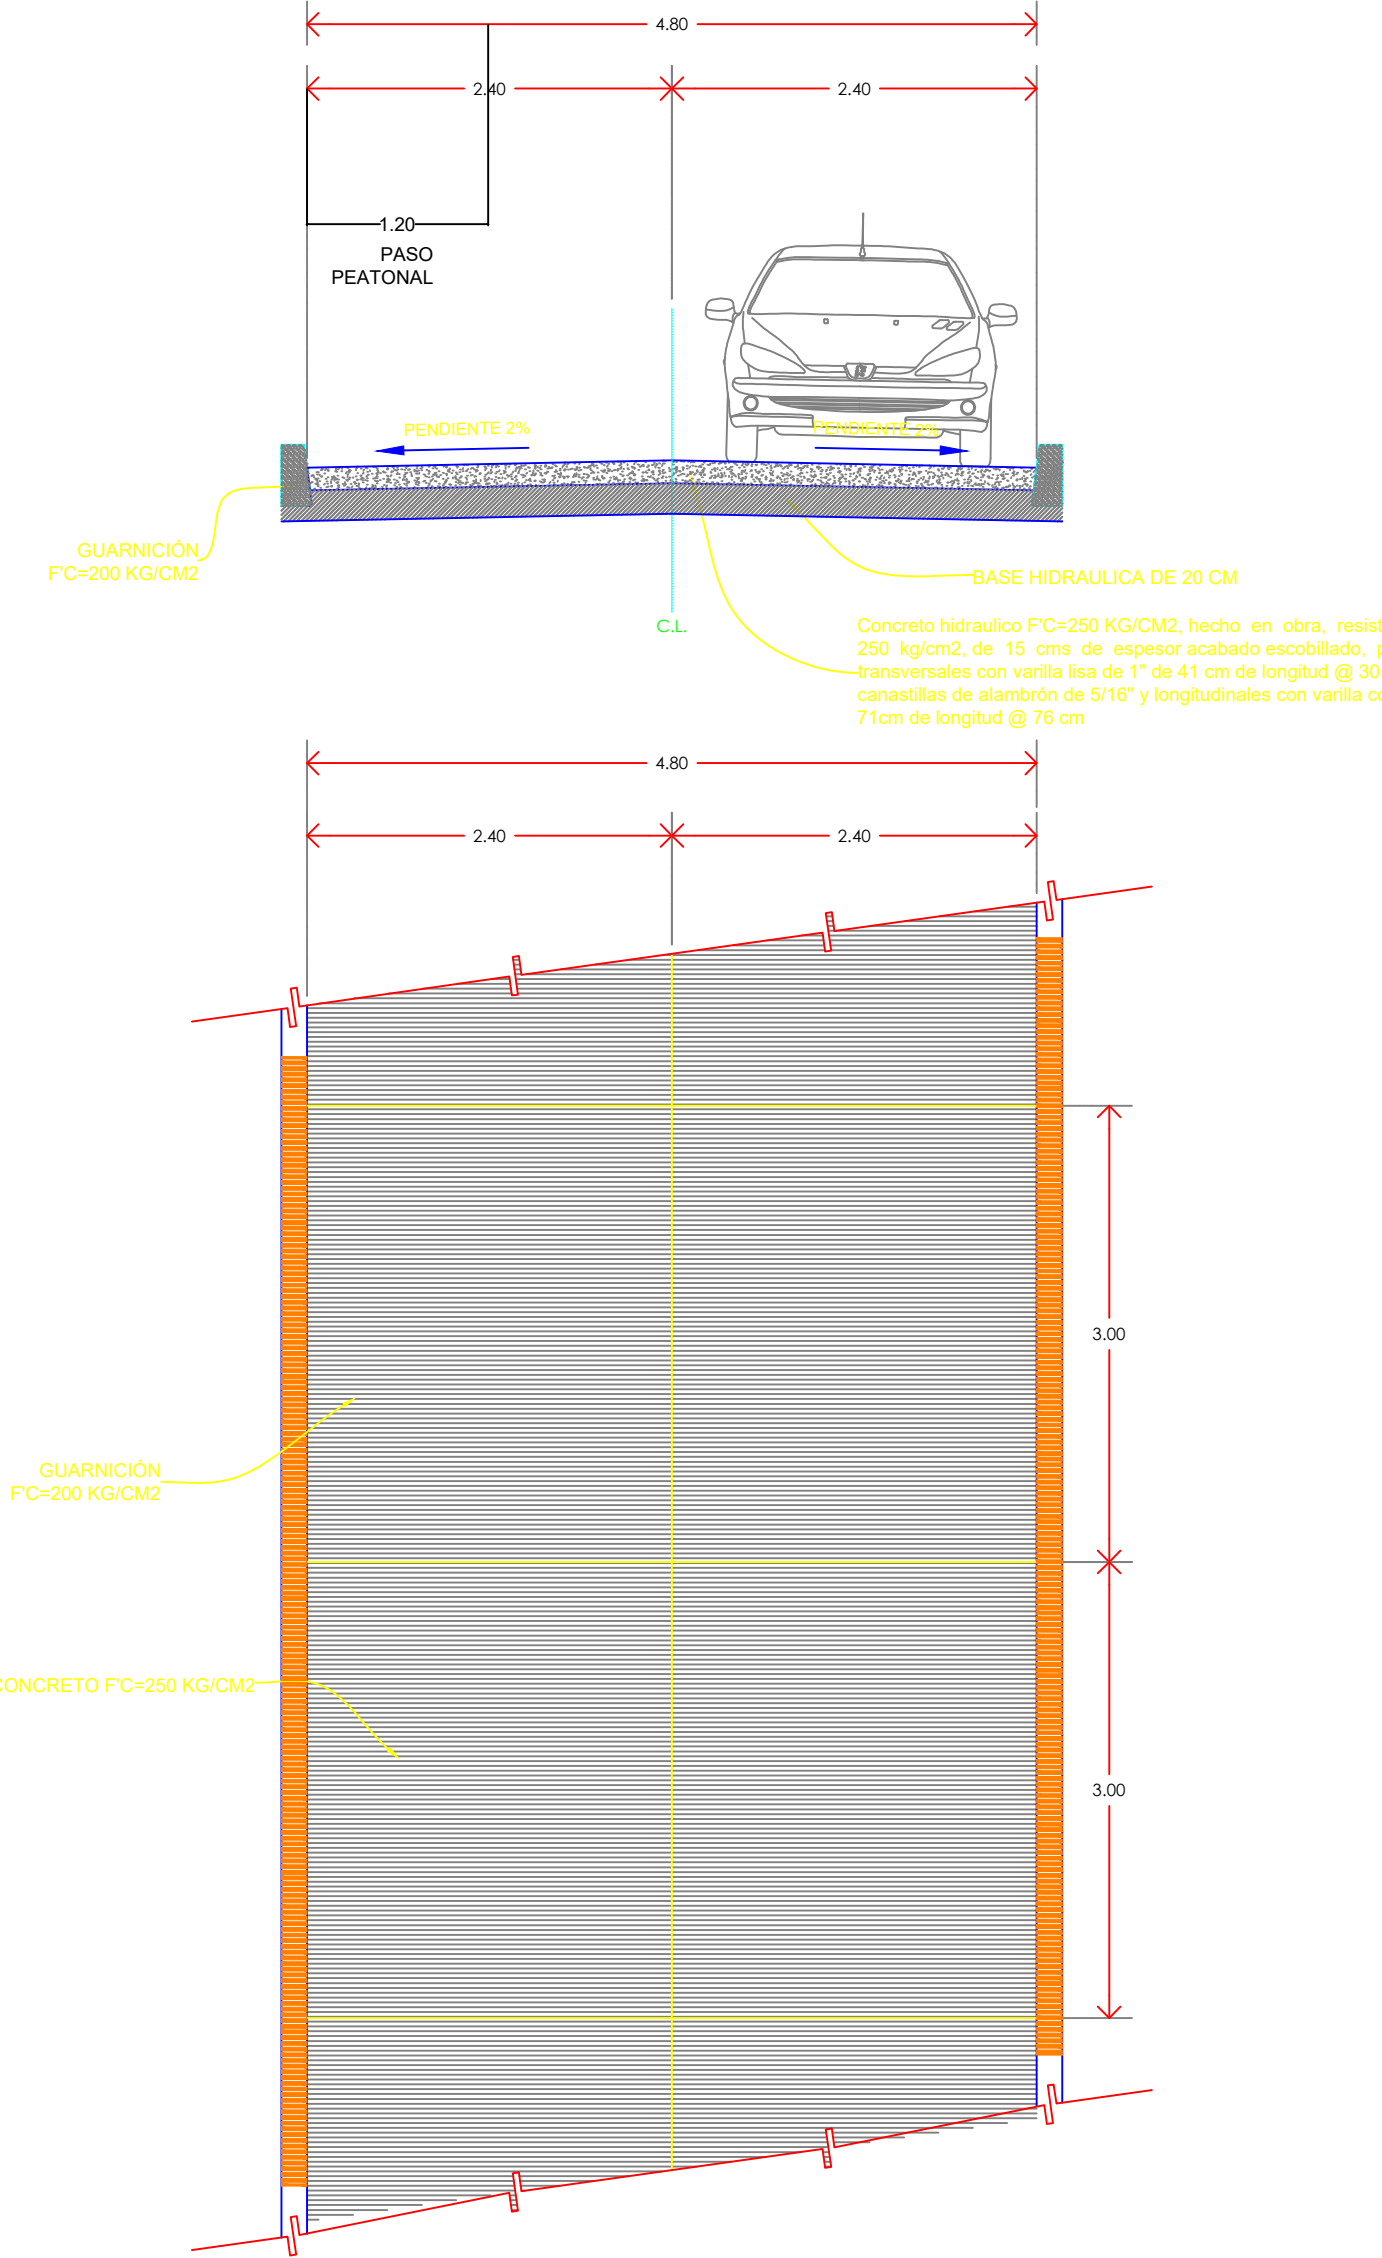 4.80
2.40
2.40
1.20
PASO
PEATONAL
PENDIENTE 2%
PENDIENTE 2%
GUARNICIÓN
F'C=200 KG/CM2
BASE HIDRAULICA DE 20 CM
C.L.
Concreto hidraulico F'C=250 KG/CM2, hecho en obra,
250 kg/cm2, de 15 cms de espesor acabado escobillado,
transversales con varilla lisa de 1" de 41 cm de longitud @ 30
canastillas de alambrón de 5/16" y longitudinales con varilla
71cm de longitud @ 76 cm
4.80
2.40
2.40
3.00
GUARNICIÓN
F'C=200 KG/CM2
CONCRETO F'C=250 KG/CM2
3.00